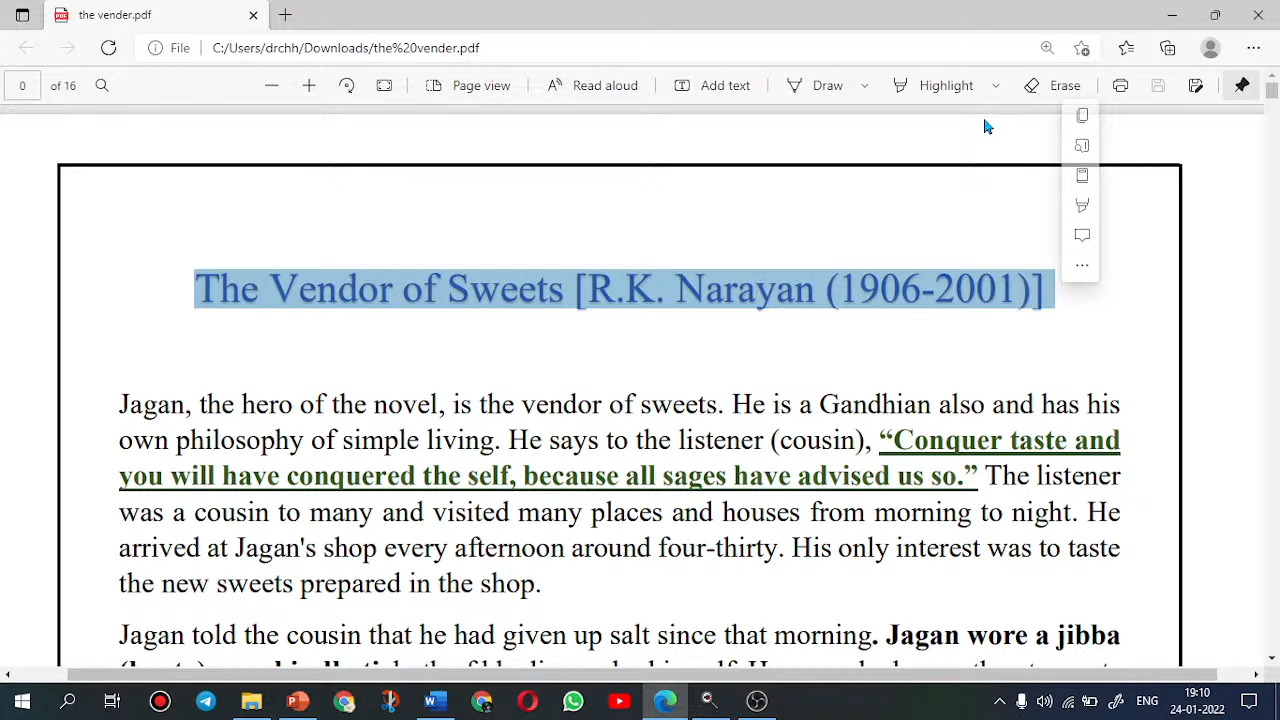 the vender.pdf
File C:/Users/drchh/Downloads/the%20vender.pdf
0 of 16 Page view Read aloud Add text Draw Highlight Erase
The Vendor of Sweets [R.K. Narayan (1906-2001)]
Jagan, the hero of the novel, is the vendor of sweets. He is a Gandhian also and has his
own philosophy of simple living. He says to the listener (cousin), “Conquer taste and
you will have conquered the self, because all sages have advised us so.” The listener
was a cousin to many and visited many places and houses from morning to night. He
arrived at Jagan's shop every afternoon around four-thirty. His only interest was to taste
the new sweets prepared in the shop.
Jagan told the cousin that he had given up salt since that morning. Jagan wore a jibba
ENG
19:10
24-01-2022